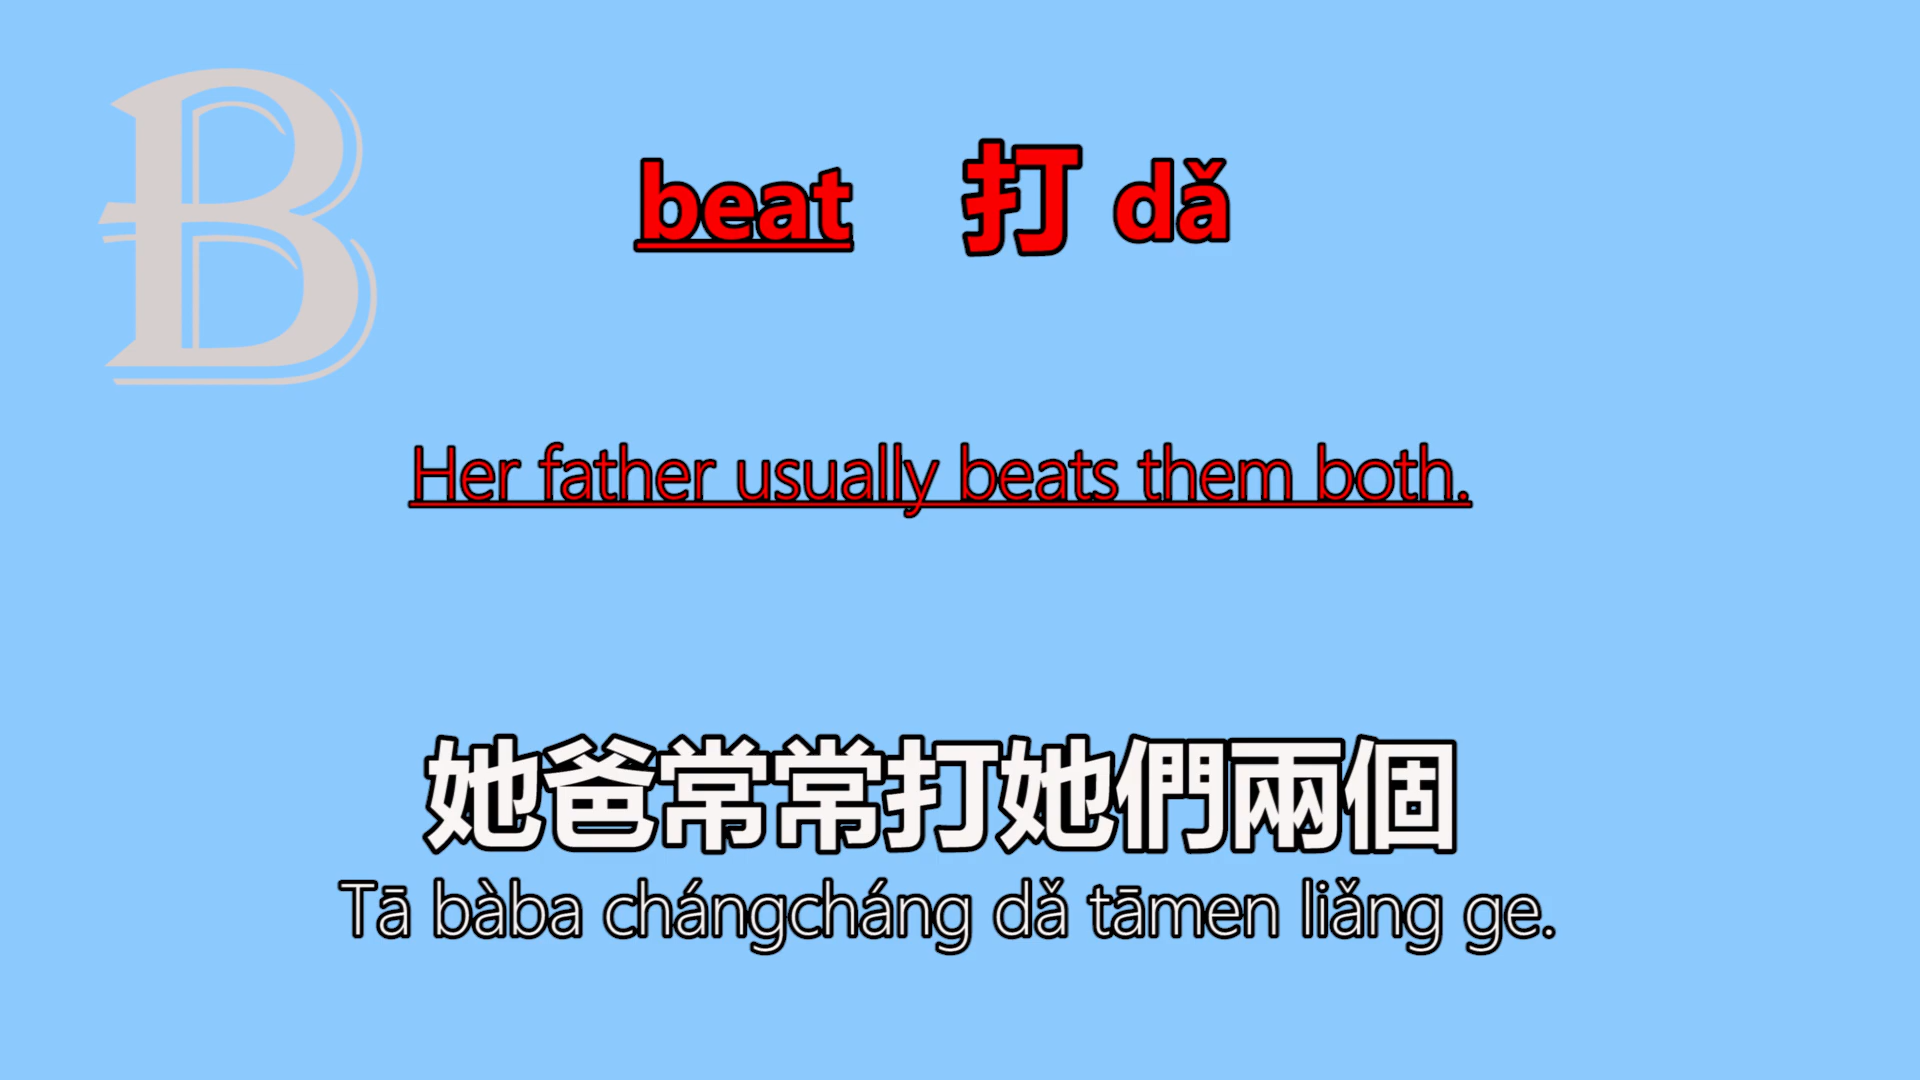 B
beat 打 dǎ
Her father usually beats them both.
她爸常常打她們兩個
Tā bàba chángcháng dǎ tāmen liǎng ge.